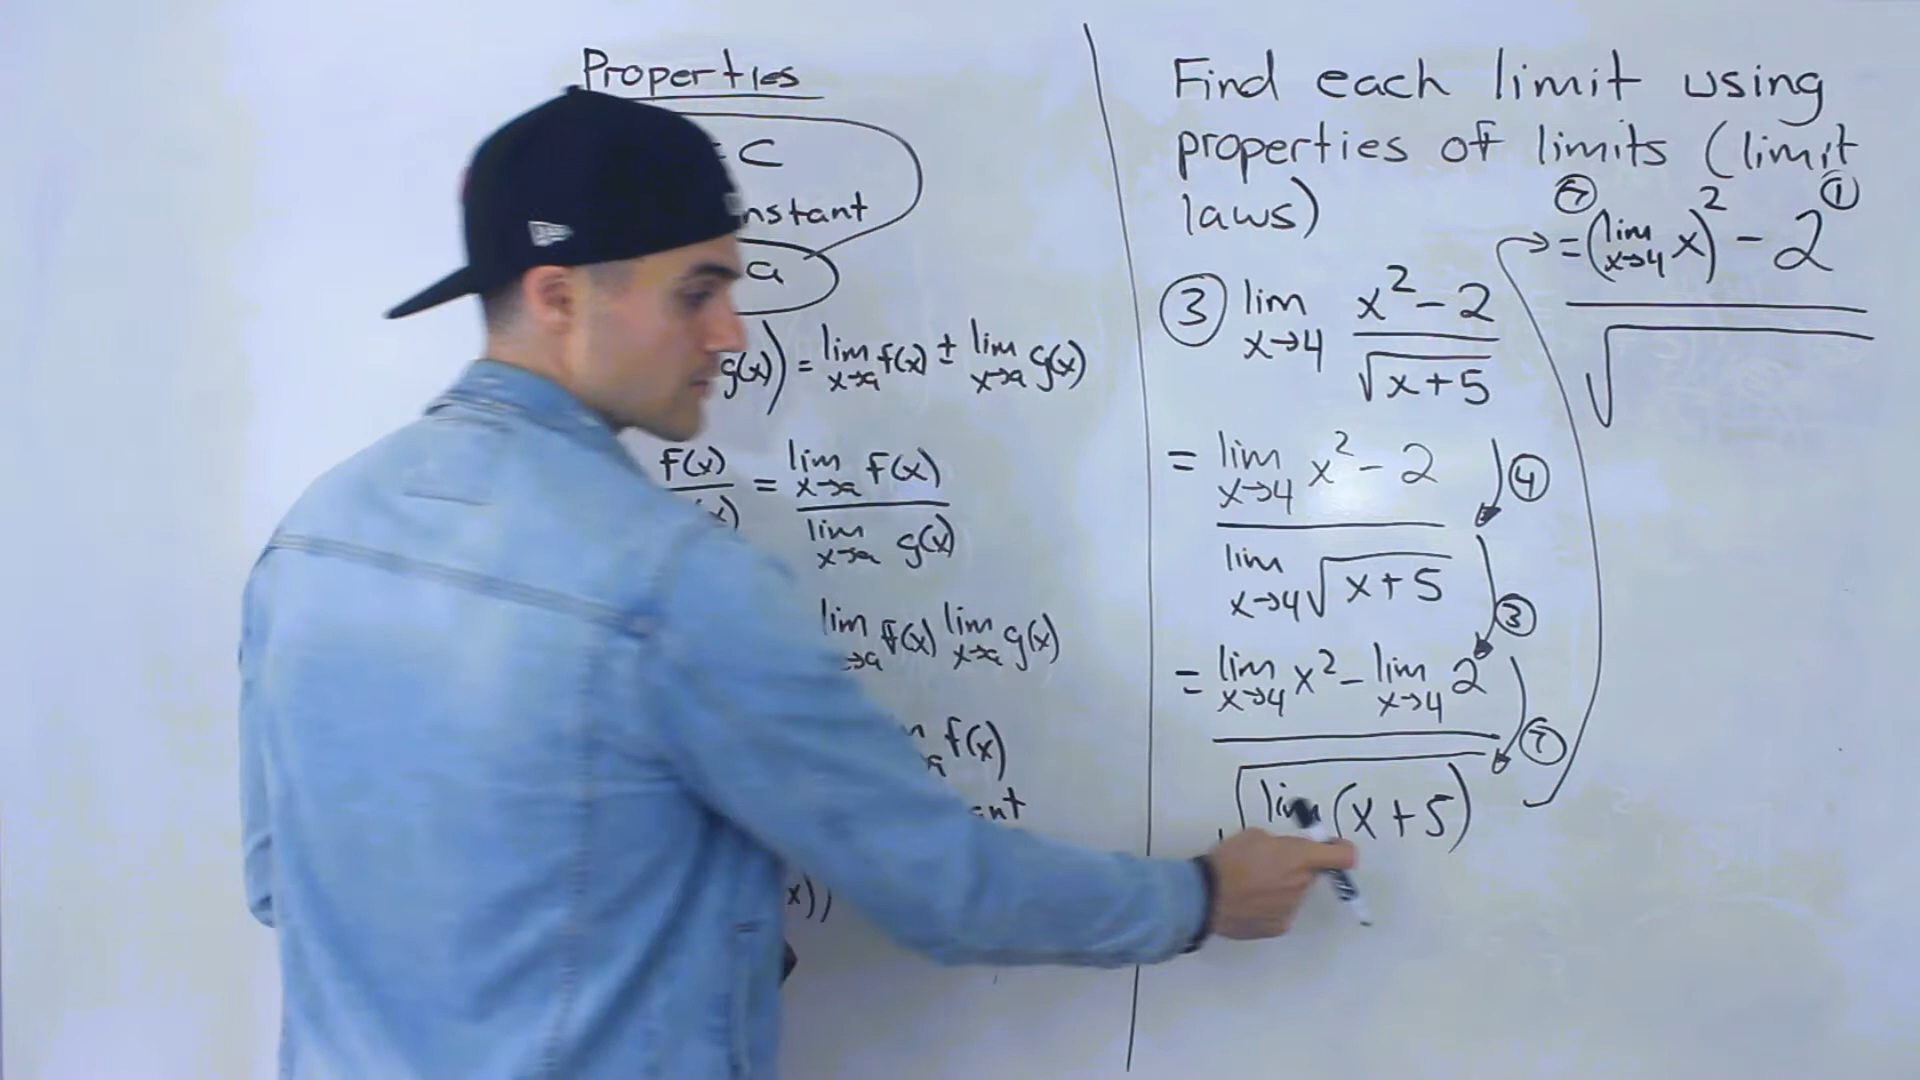 Properties
= C
nstant
a
g(x)) = lim x→a f(x) ± lim x→a g(x)
f(x) = lim x→a f(x)
(x) lim x→a g(x)
lim x→a f(x) lim x→a g(x)
f(x)
ant
x))
Find each limit using
properties of limits (limit
laws)
③ lim x→4 x² - 2
√x+5
= lim x→4 x² - 2 ④
lim x→4 √x+5
③
= lim x→4 x² - lim x→4 2
⑦
√lim (x+5)
⑦ ①
= (lim x→4 x)² - 2
√